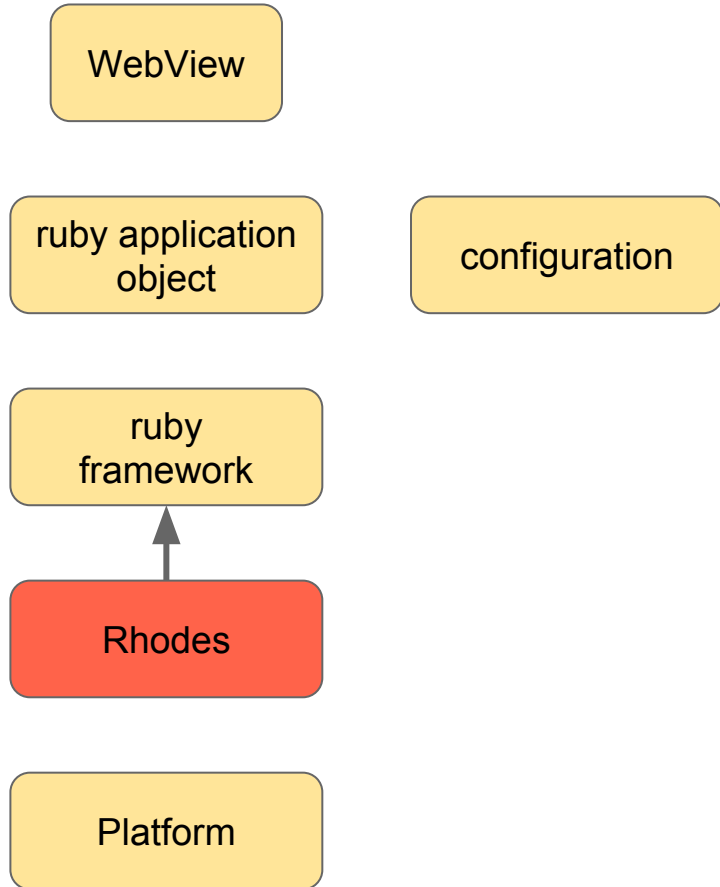 WebView
ruby application
object
configuration
ruby
framework
Rhodes
Platform